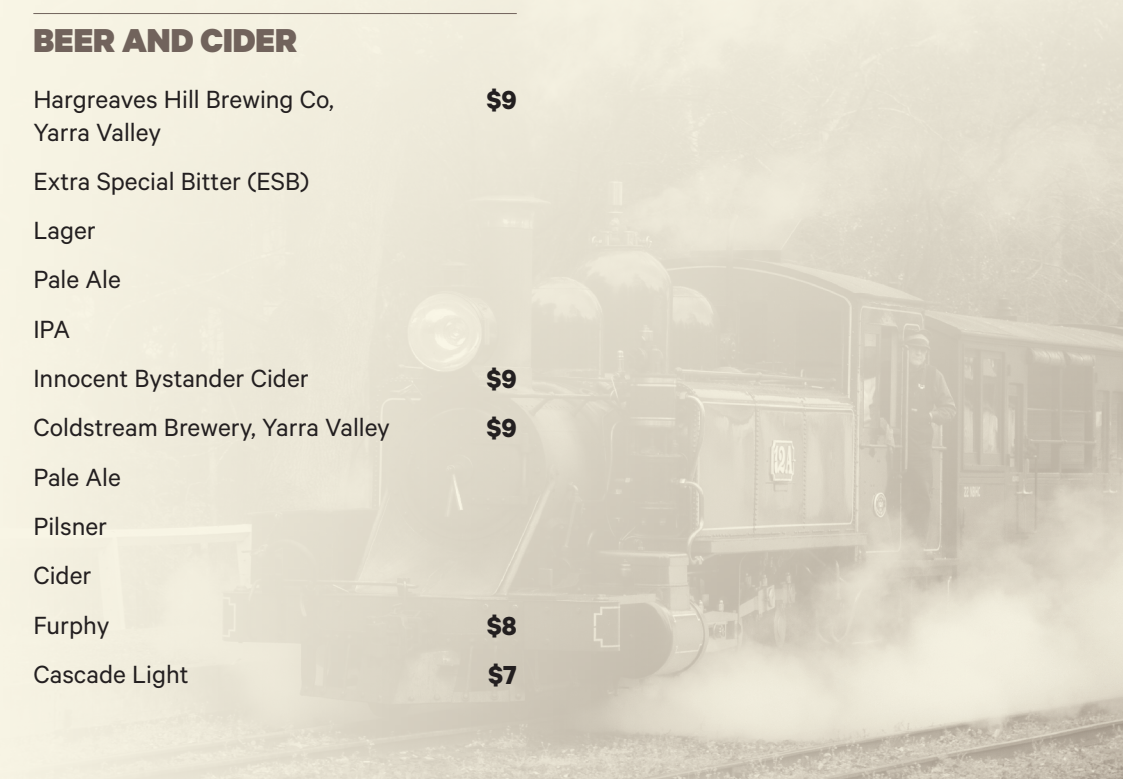 BEER AND CIDER
Hargreaves Hill Brewing Co, $9
Yarra Valley
Extra Special Bitter (ESB)
Lager
Pale Ale
IPA
Innocent Bystander Cider $9
Coldstream Brewery, Yarra Valley $9
Pale Ale
Pilsner
Cider
Furphy $8
Cascade Light $7
12A